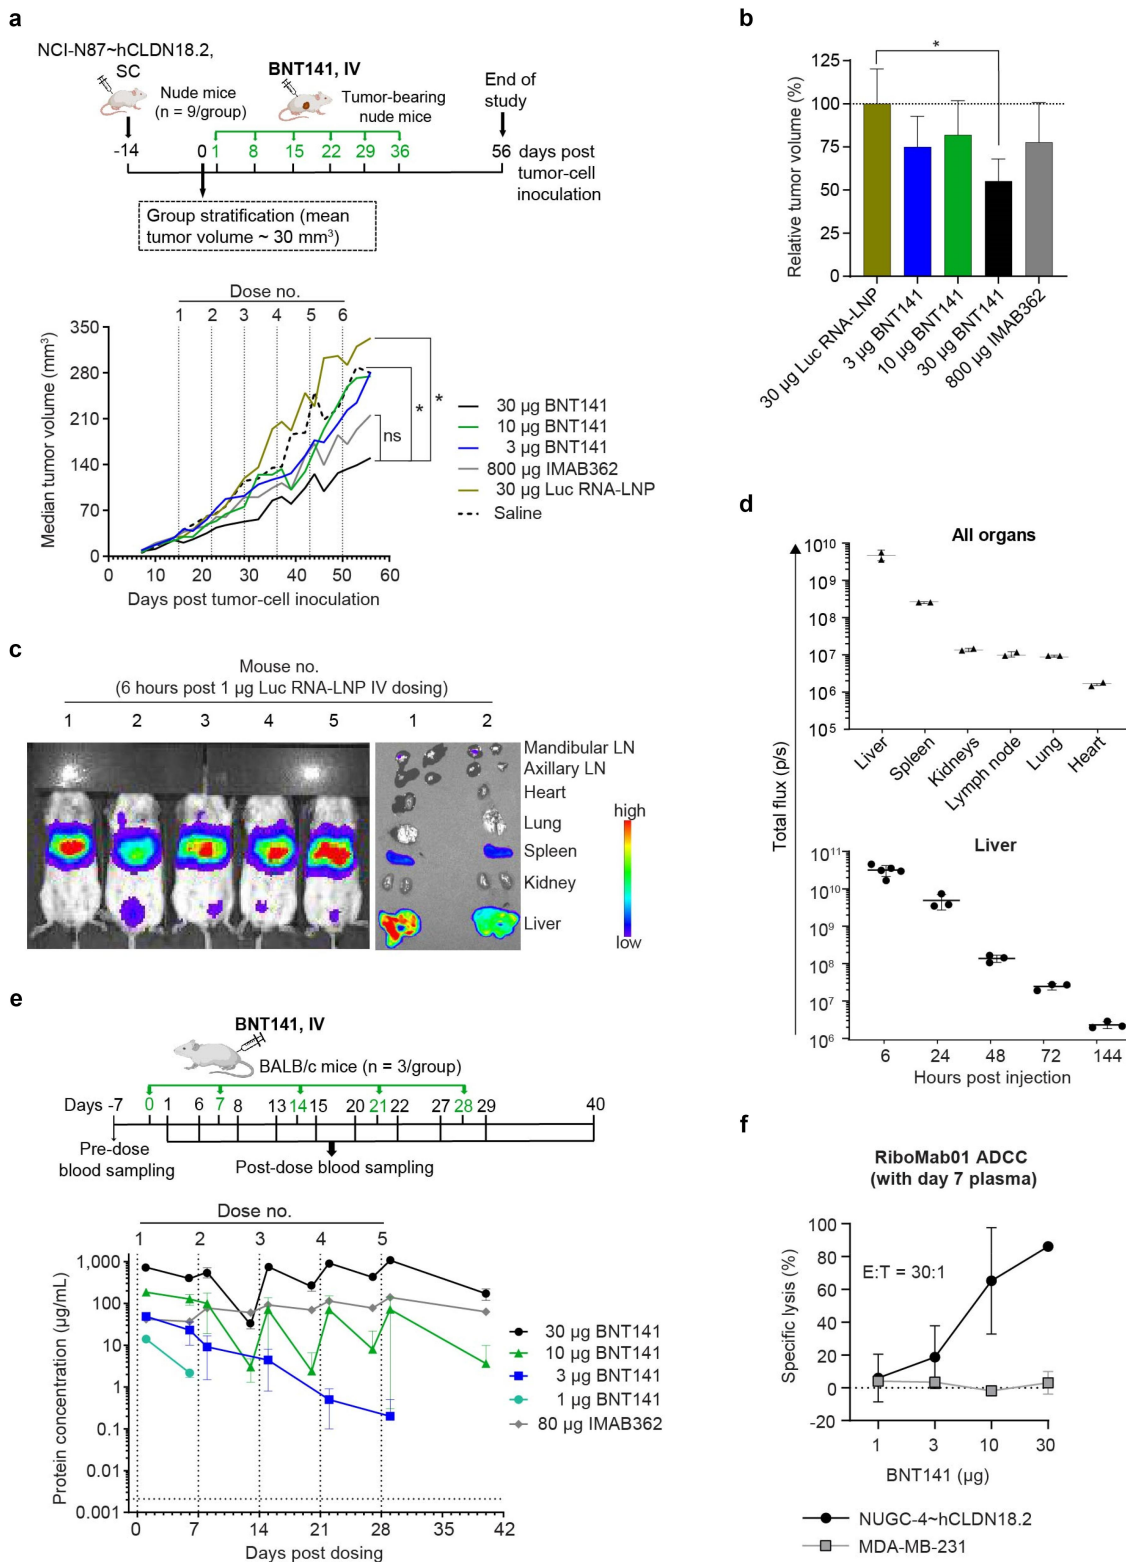 a
NCI-N87~hCLDN18.2,
SC
Nude mice
(n = 9/group)
BNT141, IV
Tumor-bearing
nude mice
End of
study
-14 0 1 8 15 22 29 36 56
days post
tumor-cell
inoculation
Group stratification (mean
tumor volume ~ 30 mm³)
Dose no.
1 2 3 4 5 6
Median tumor volume (mm³)
350
280
210
140
70
0
0 10 20 30 40 50 60
Days post tumor-cell inoculation
ns
*
*
30 µg BNT141
10 µg BNT141
3 µg BNT141
800 µg IMAB362
30 µg Luc RNA-LNP
Saline
b
*
Relative tumor volume (%)
125
100
75
50
25
0
30 µg Luc RNA-LNP
3 µg BNT141
10 µg BNT141
30 µg BNT141
800 µg IMAB362
c
Mouse no.
(6 hours post 1 µg Luc RNA-LNP IV dosing)
1 2 3 4 5 1 2
Mandibular LN
Axillary LN
Heart
Lung
Spleen
Kidney
Liver
high
low
d
All organs
Total flux (p/s)
10¹⁰
10⁹
10⁸
10⁷
10⁶
10⁵
Liver
Spleen
Kidneys
Lymph node
Lung
Heart
Liver
10¹¹
10¹⁰
10⁹
10⁸
10⁷
10⁶
6 24 48 72 144
Hours post injection
e
BNT141, IV
BALB/c mice (n = 3/group)
Days -7 0 1 6 7 8 13 14 15 20 21 22 27 28 29 40
Pre-dose
blood sampling
Post-dose blood sampling
Dose no.
1 2 3 4 5
Protein concentration (µg/mL)
1,000
100
10
1
0.1
0.01
0.001
0 7 14 21 28 35 42
Days post dosing
30 µg BNT141
10 µg BNT141
3 µg BNT141
1 µg BNT141
80 µg IMAB362
f
RiboMab01 ADCC
(with day 7 plasma)
E:T = 30:1
Specific lysis (%)
100
80
60
40
20
0
-20
1 3 10 30
BNT141 (µg)
NUGC-4~hCLDN18.2
MDA-MB-231